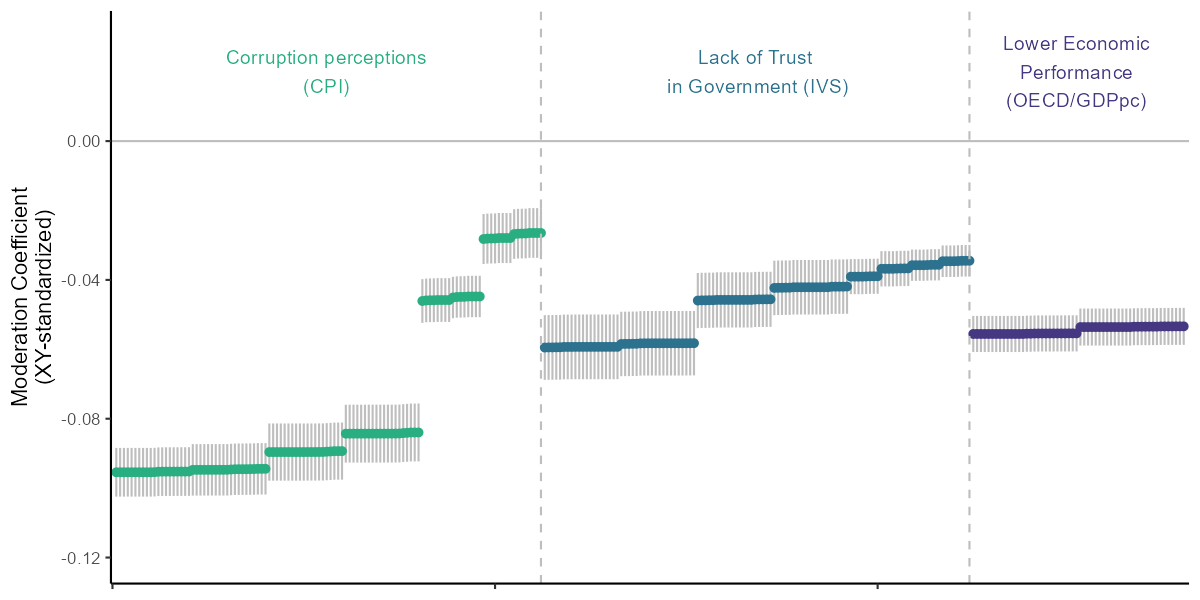 Corruption perceptions
(CPI)
Lack of Trust
in Government (IVS)
Lower Economic
Performance
(OECD/GDPpc)
Moderation Coefficient
(XY-standardized)
0.00
-0.04
-0.08
-0.12